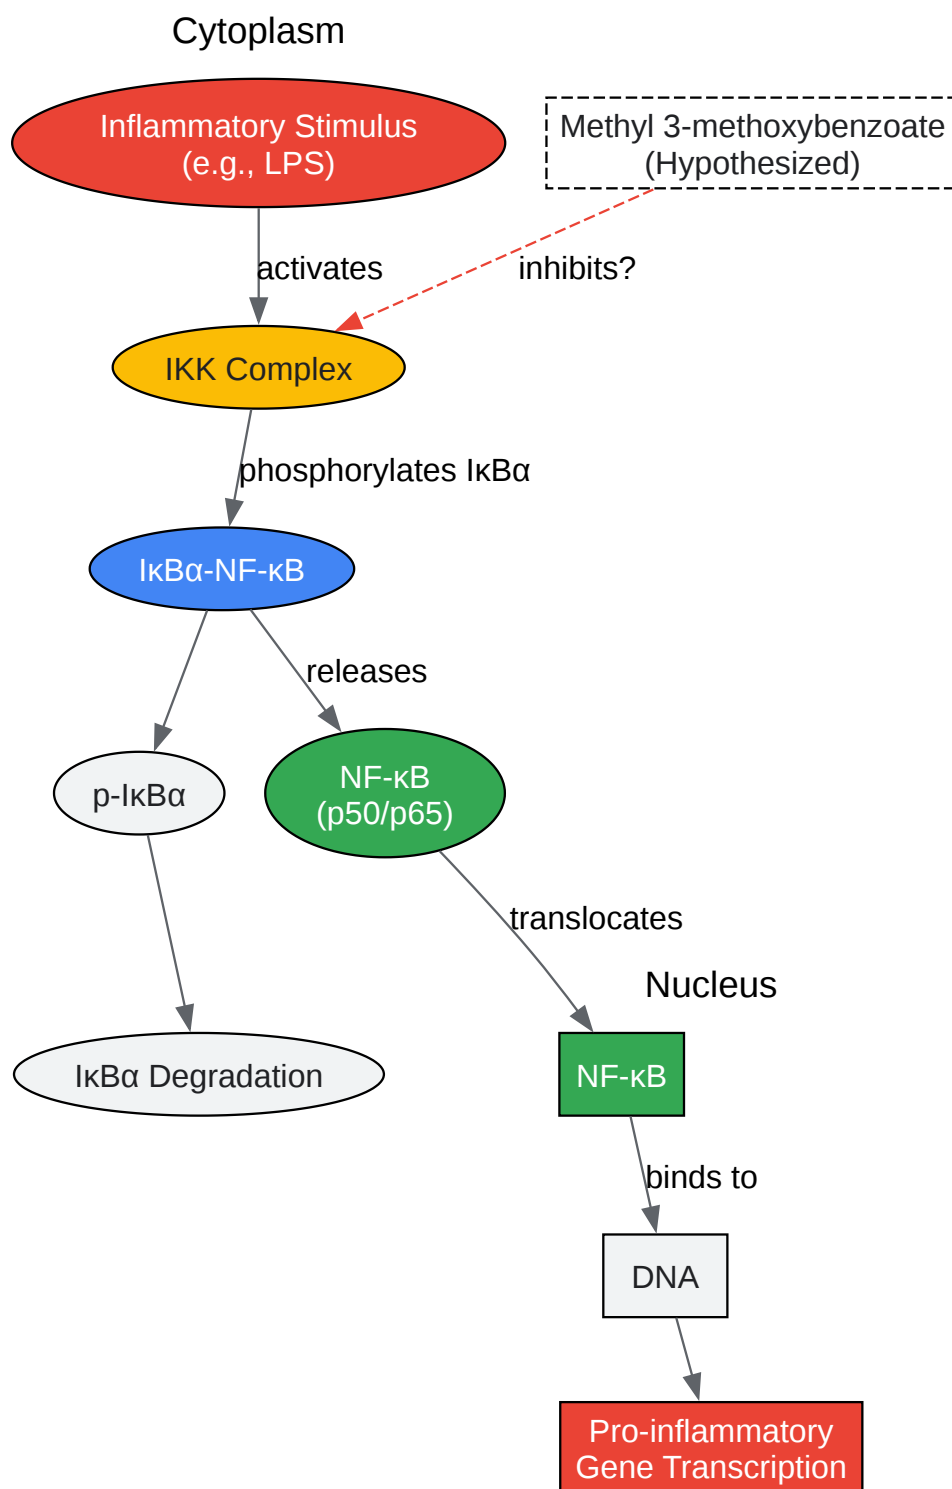 Cytoplasm
Inflammatory Stimulus
(e.g., LPS)
Methyl 3-methoxybenzoate
(Hypothesized)
activates
inhibits?
IKK Complex
phosphorylates IκBα
IκBα-NF-κB
releases
p-IκBα
NF-κB
(p50/p65)
translocates
Nucleus
IκBα Degradation
NF-κB
binds to
DNA
Pro-inflammatory
Gene Transcription